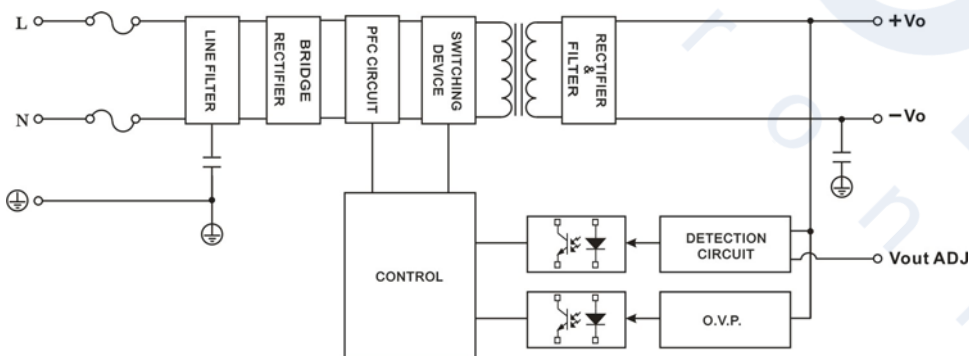 L
N
LINE FILTER
BRIDGE
RECTIFIER
PFC CIRCUIT
SWITCHING
DEVICE
RECTIFIER
&
FILTER
+Vo
−Vo
CONTROL
DETECTION
CIRCUIT
Vout ADJ
O.V.P.
r
o
n